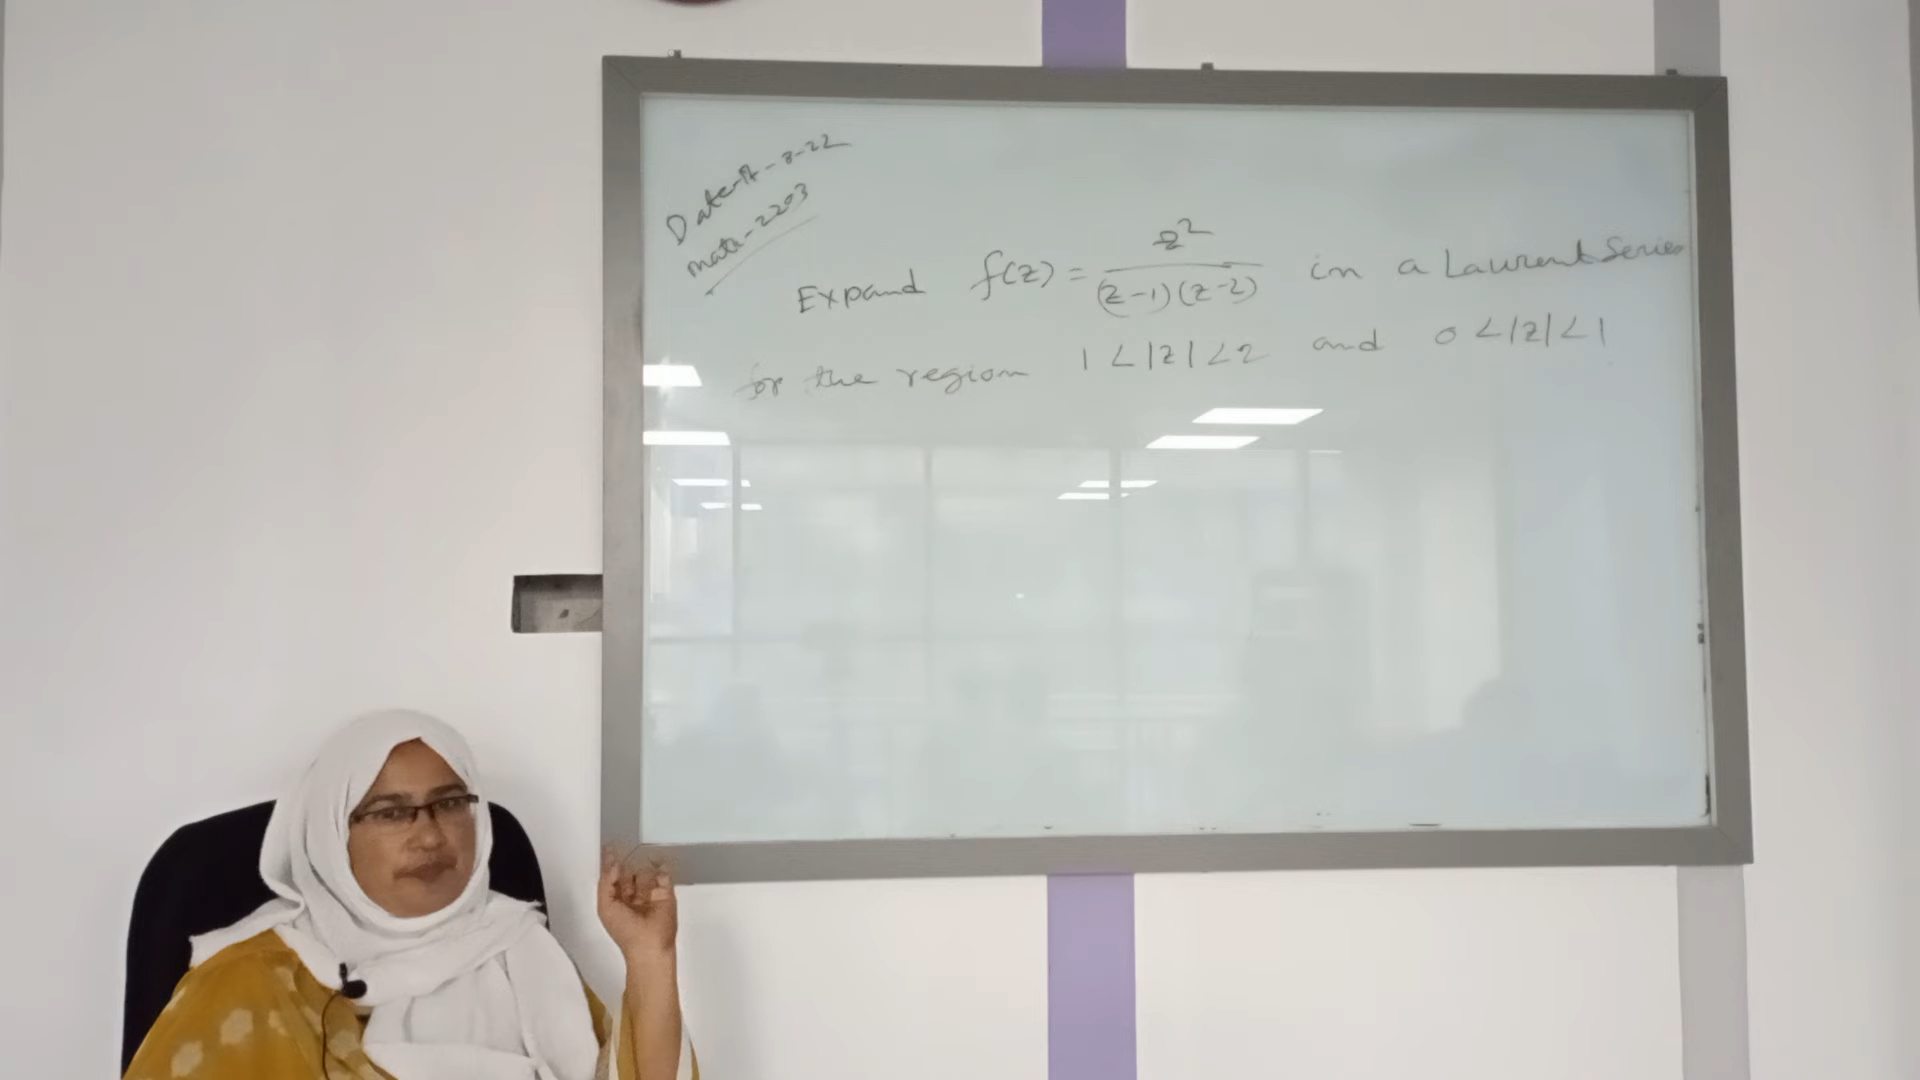 Date-17-8-22
Math-2203
Expand f(z) = z²/((z-1)(z-2)) in a Laurent Series
for the region 1 <|z|<2 and 0 <|z|<1